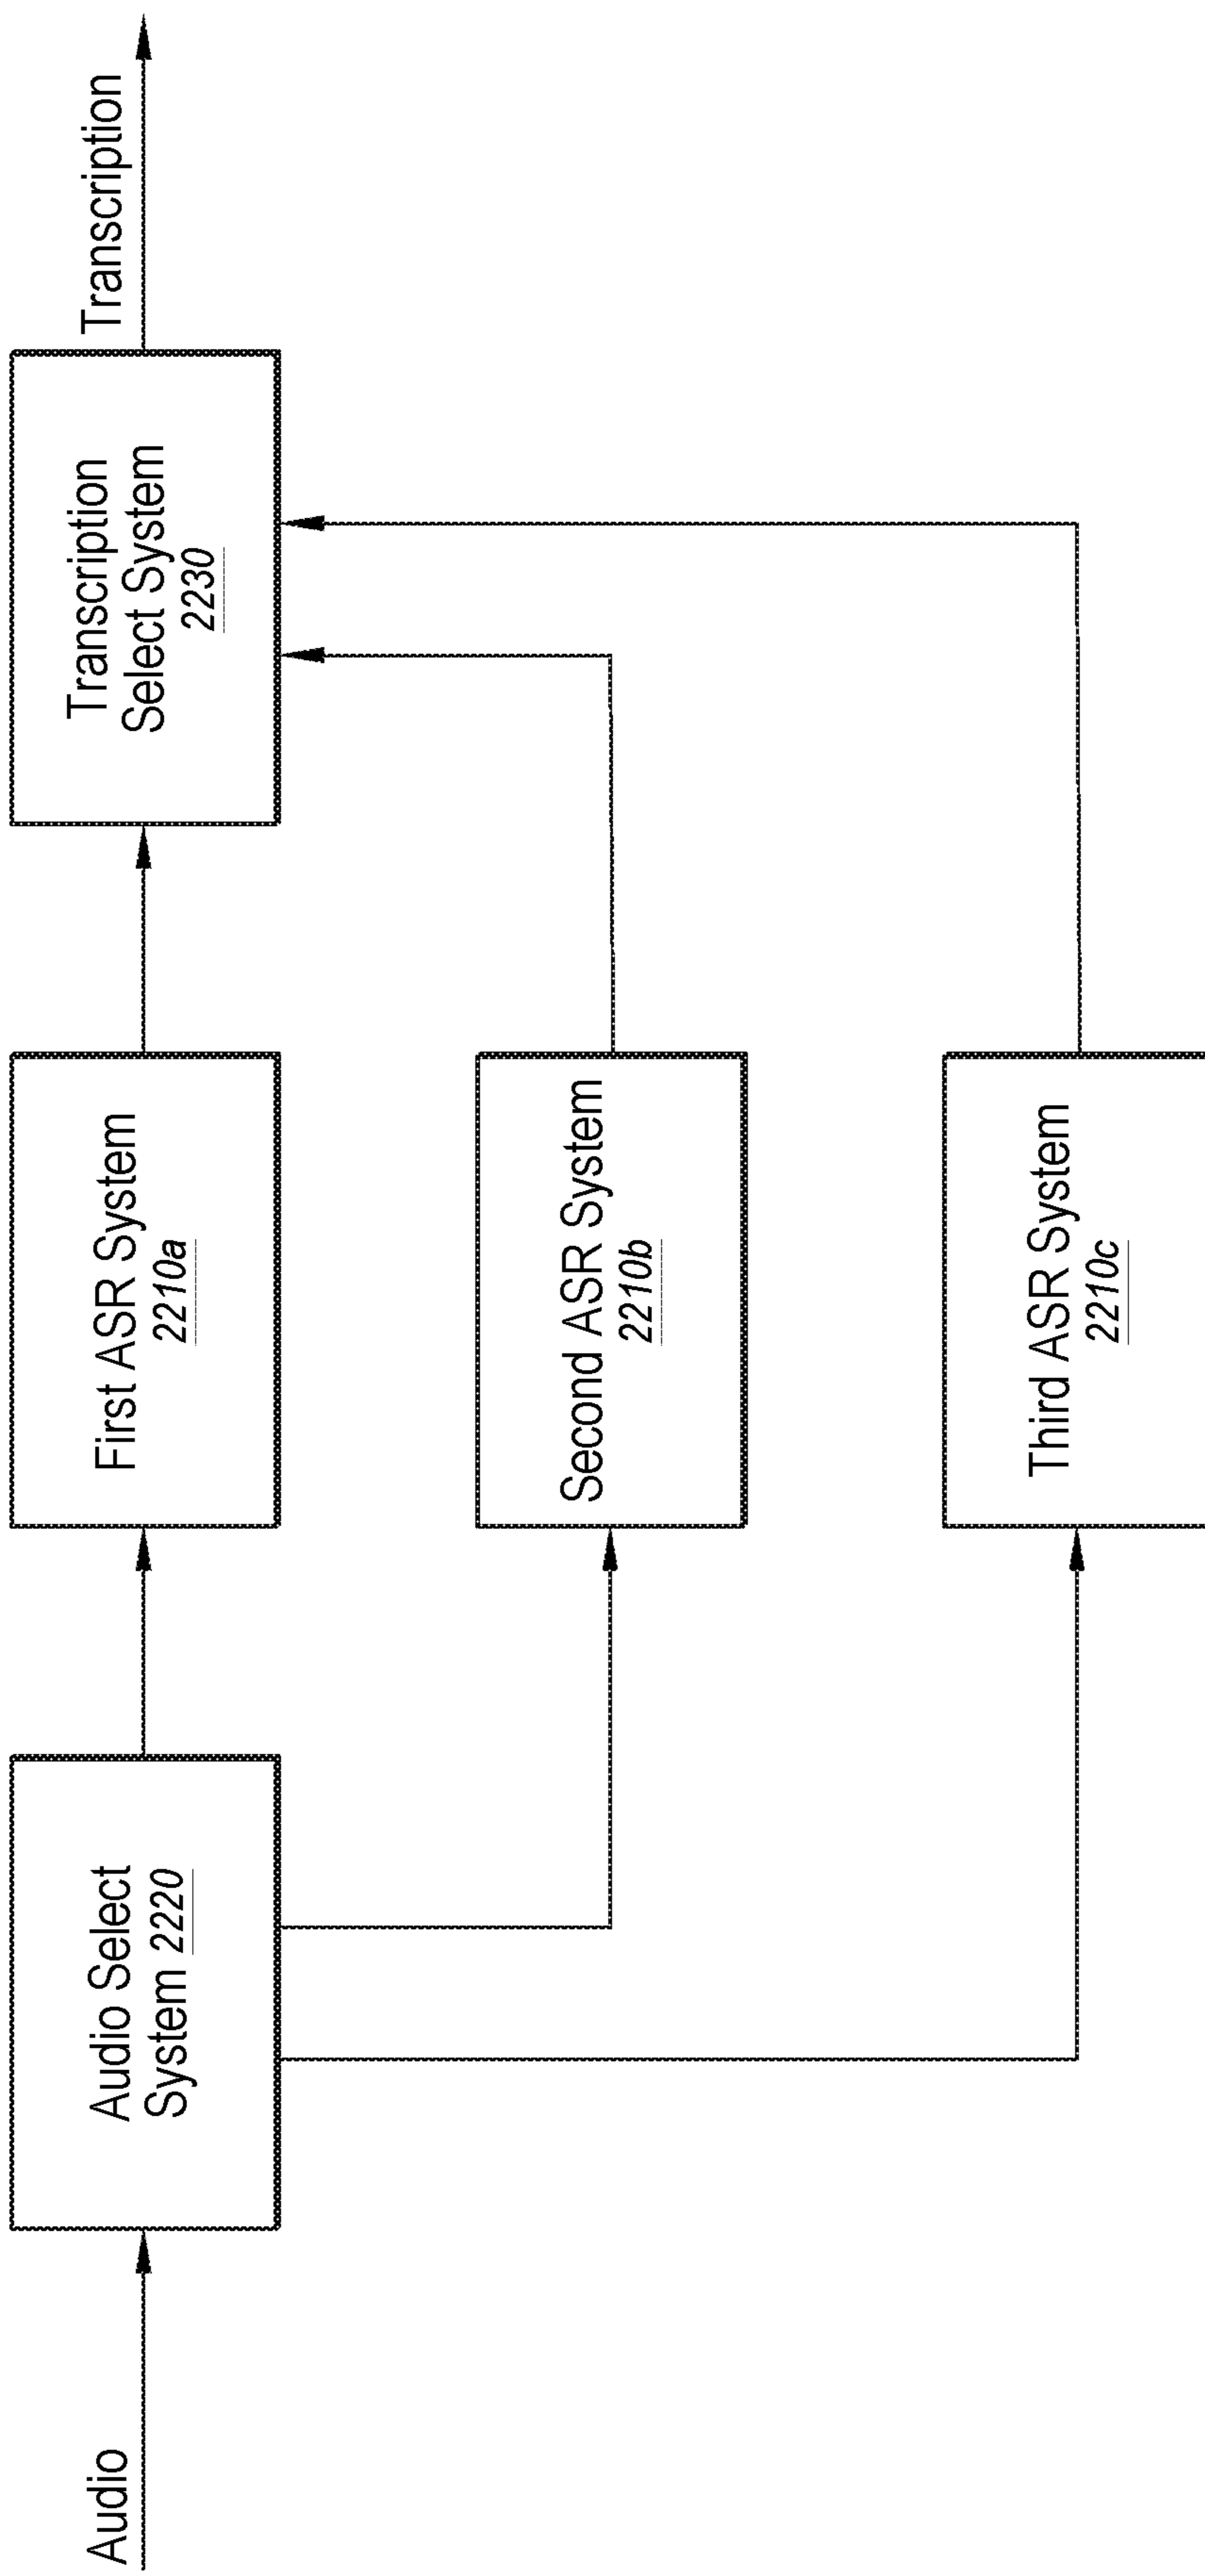 Audio
Audio Select
System 2220
First ASR System
2210a
Second ASR System
2210b
Third ASR System
2210c
Transcription
Select System
2230
Transcription